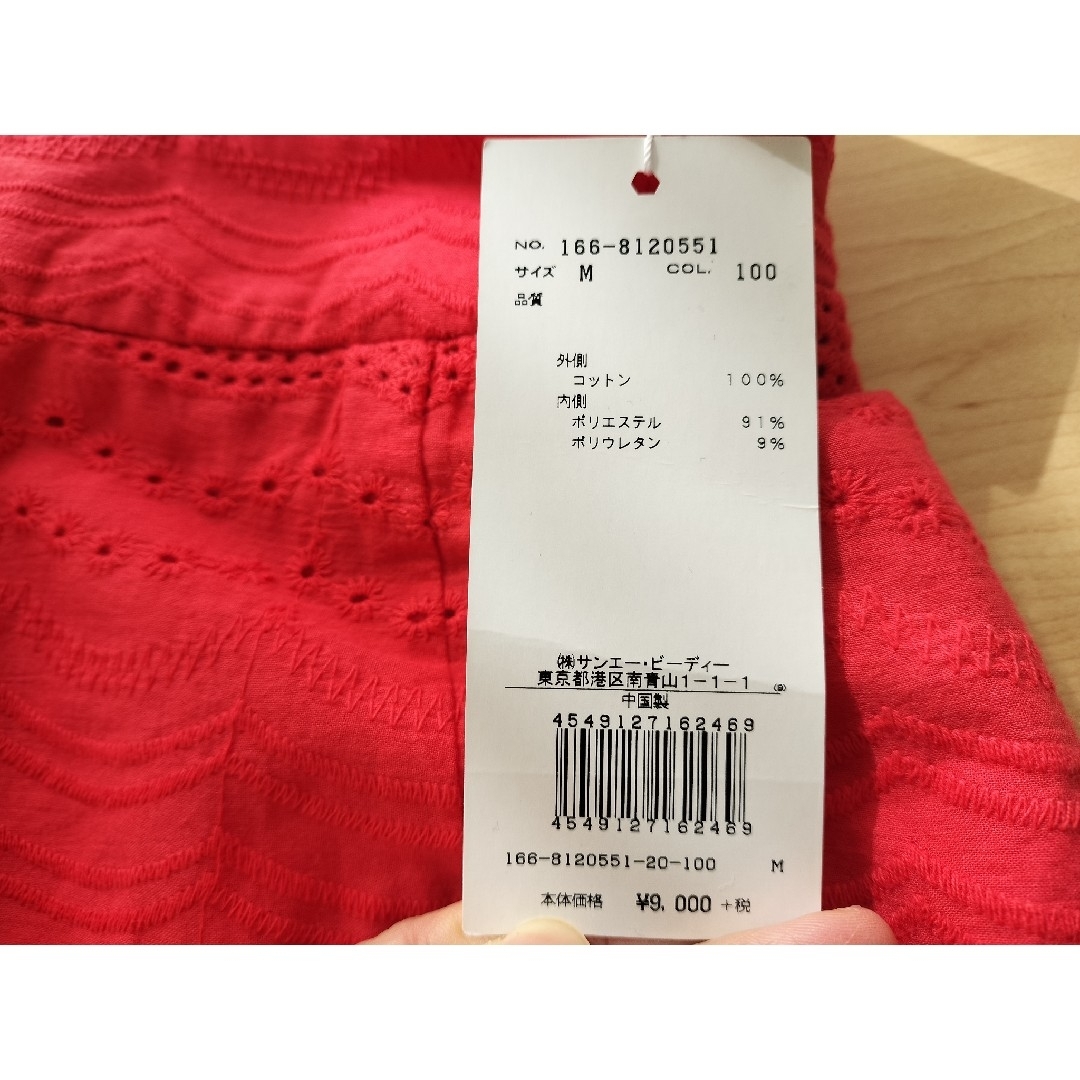 NO. 166-8120551
サイズ M COL. 100
品質
外側
コットン 100%
内側
ポリエステル 91%
ポリウレタン 9%
㈱サンエー・ビーディー
東京都港区南青山1-1-1
中国製
4549127162469
4549127162469
166-8120551-20-100 M
本体価格 ¥9,000 +税